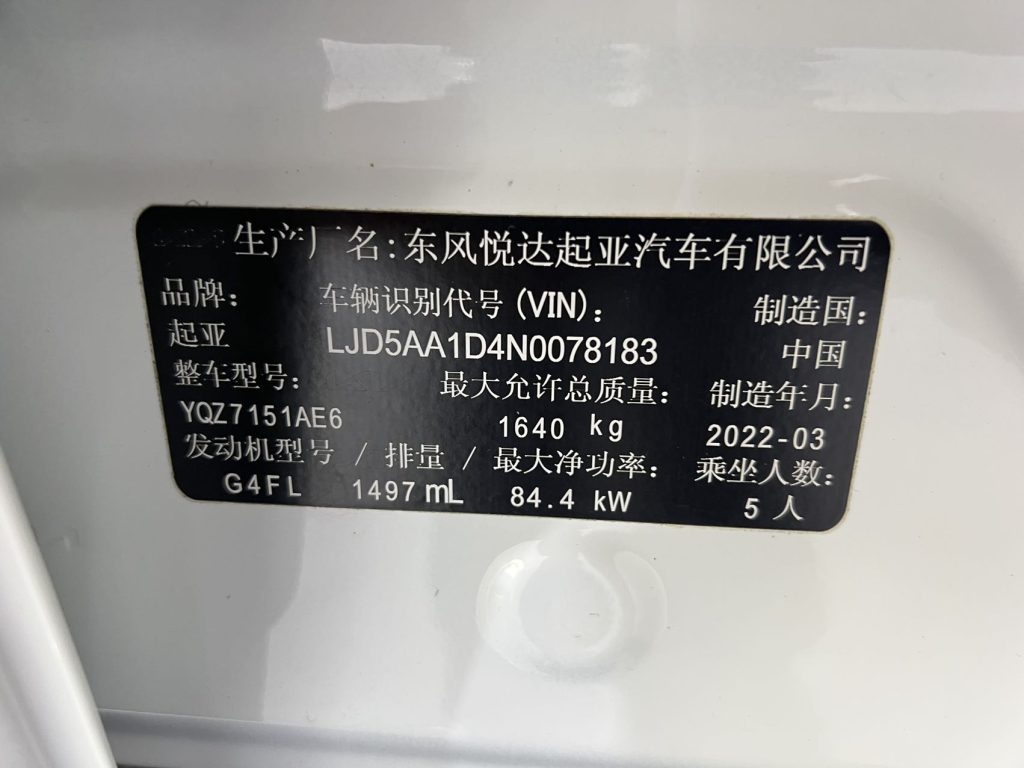 生产厂名:东风悦达起亚汽车有限公司
品牌: 车辆识别代号(VIN): 制造国:
起亚 LJD5AA1D4N0078183 中国
整车型号: 最大允许总质量: 制造年月:
YQZ7151AE6 1640 kg 2022-03
发动机型号 / 排量 / 最大净功率: 乘坐人数:
G4FL 1497 mL 84.4 kW 5 人